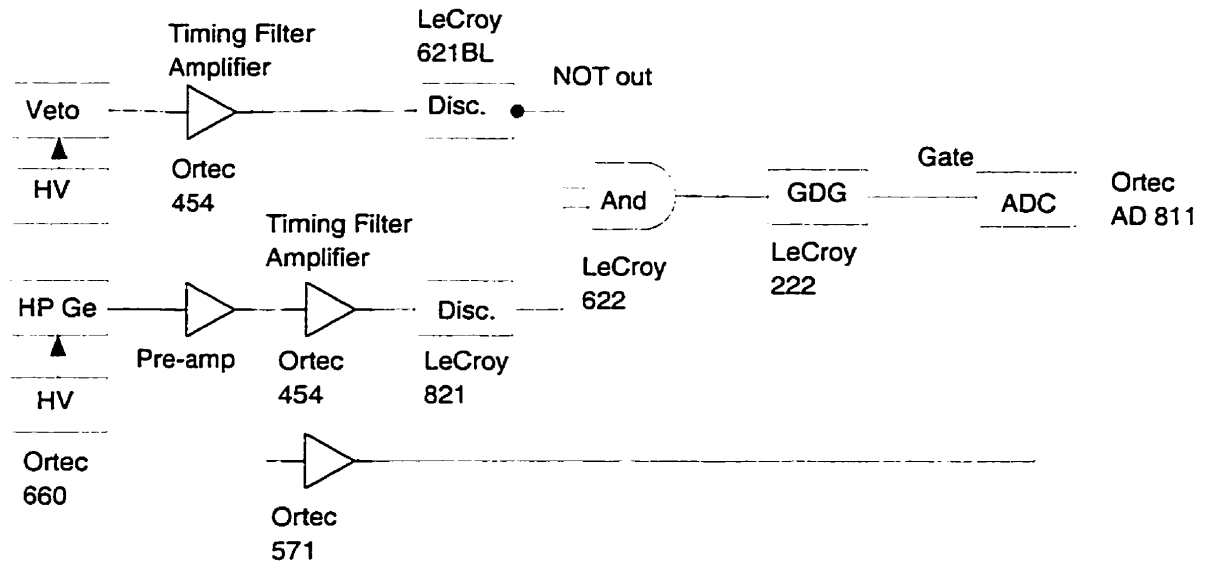 LeCroy
621BL
Timing Filter
Amplifier
NOT out
Veto
Disc.
HV
Ortec
454
Timing Filter
Amplifier
And
GDG
Gate
ADC
Ortec
AD 811
LeCroy
622
LeCroy
222
HP Ge
Disc.
Pre-amp
Ortec
454
LeCroy
821
HV
Ortec
660
Ortec
571